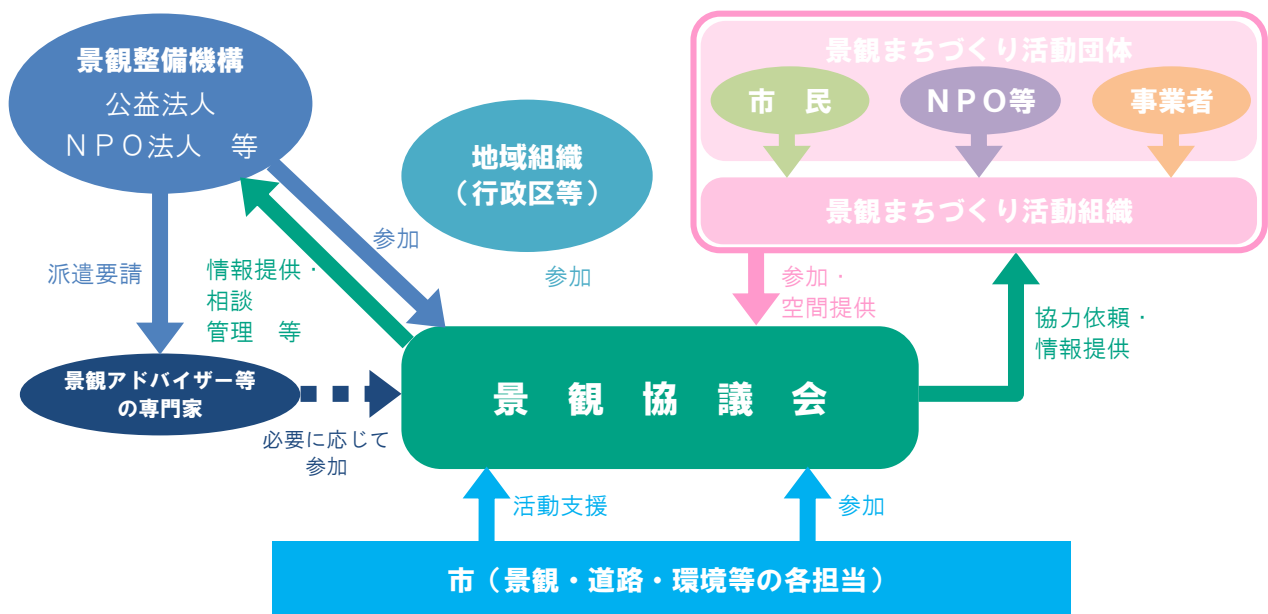 景観整備機構
公益法人
ＮＰＯ法人　等
地域組織
（行政区等）
景観まちづくり活動団体
市　民
ＮＰＯ等
事業者
景観まちづくり活動組織
派遣要請
情報提供・
相談
管理　等
参加
参加
参加・
空間提供
協力依頼・
情報提供
景観アドバイザー等
の専門家
必要に応じて
参加
景　観　協　議　会
活動支援
参加
市（景観・道路・環境等の各担当）